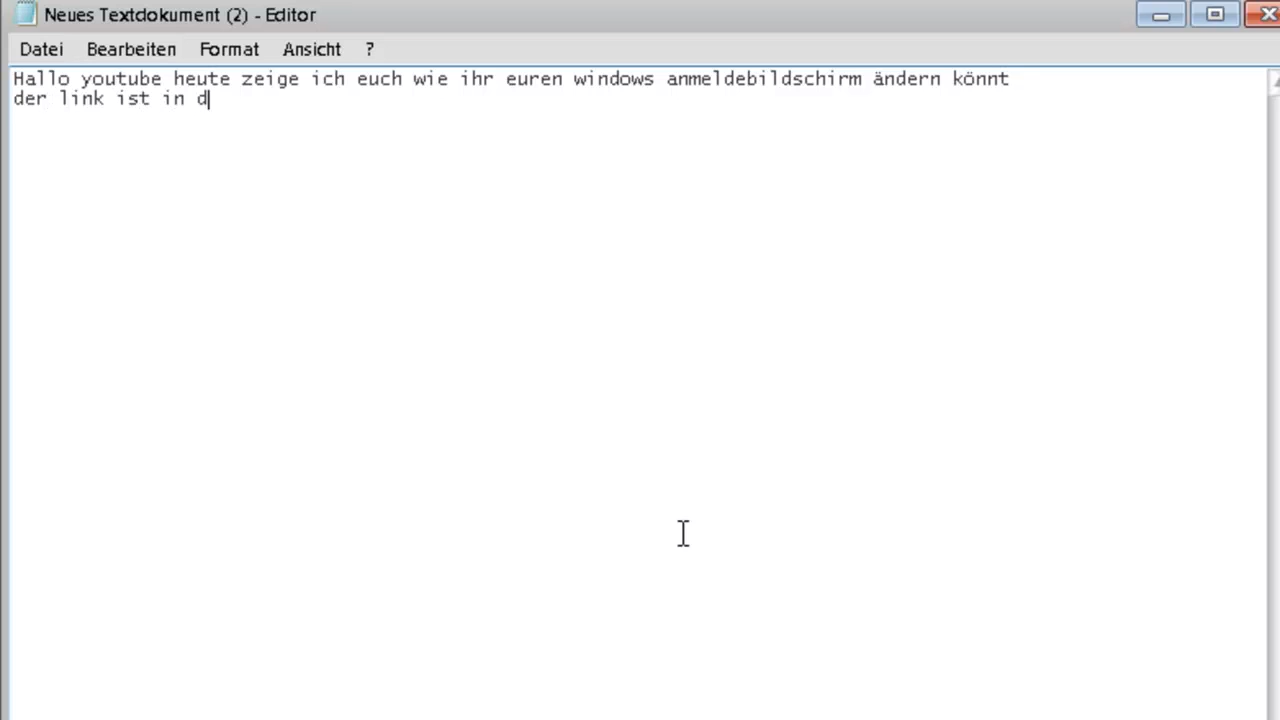 Neues Textdokument (2) - Editor
Datei Bearbeiten Format Ansicht ?
Hallo youtube heute zeige ich euch wie ihr euren windows anmeldebildschirm ändern könnt
der link ist in d